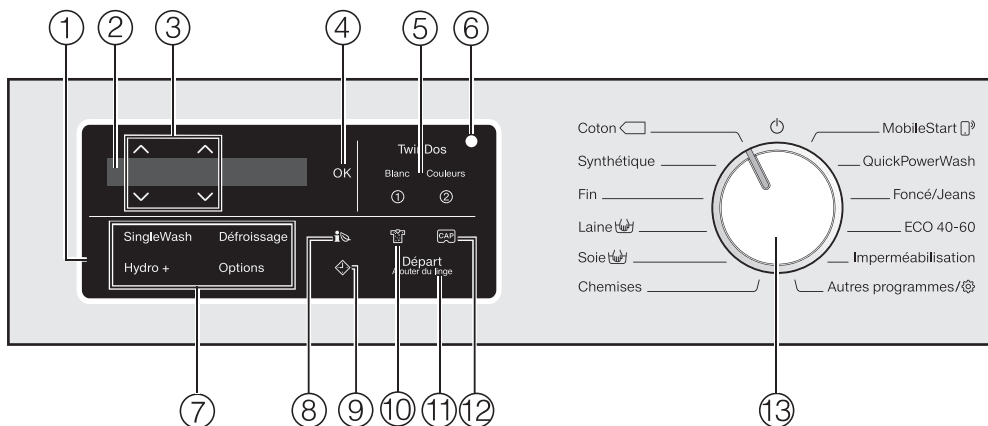 ① ② ③ ④ ⑤ ⑥
TwinDos
OK
Blanc Couleurs
① ②
SingleWash Défroissage
Hydro + Options
CAP
Départ
Ajouter du linge
Coton
Synthétique
Fin
Laine
Soie
Chemises
MobileStart
QuickPowerWash
Foncé/Jeans
ECO 40-60
Imperméabilisation
Autres programmes/
⑦ ⑧ ⑨ ⑩ ⑪ ⑫ ⑬